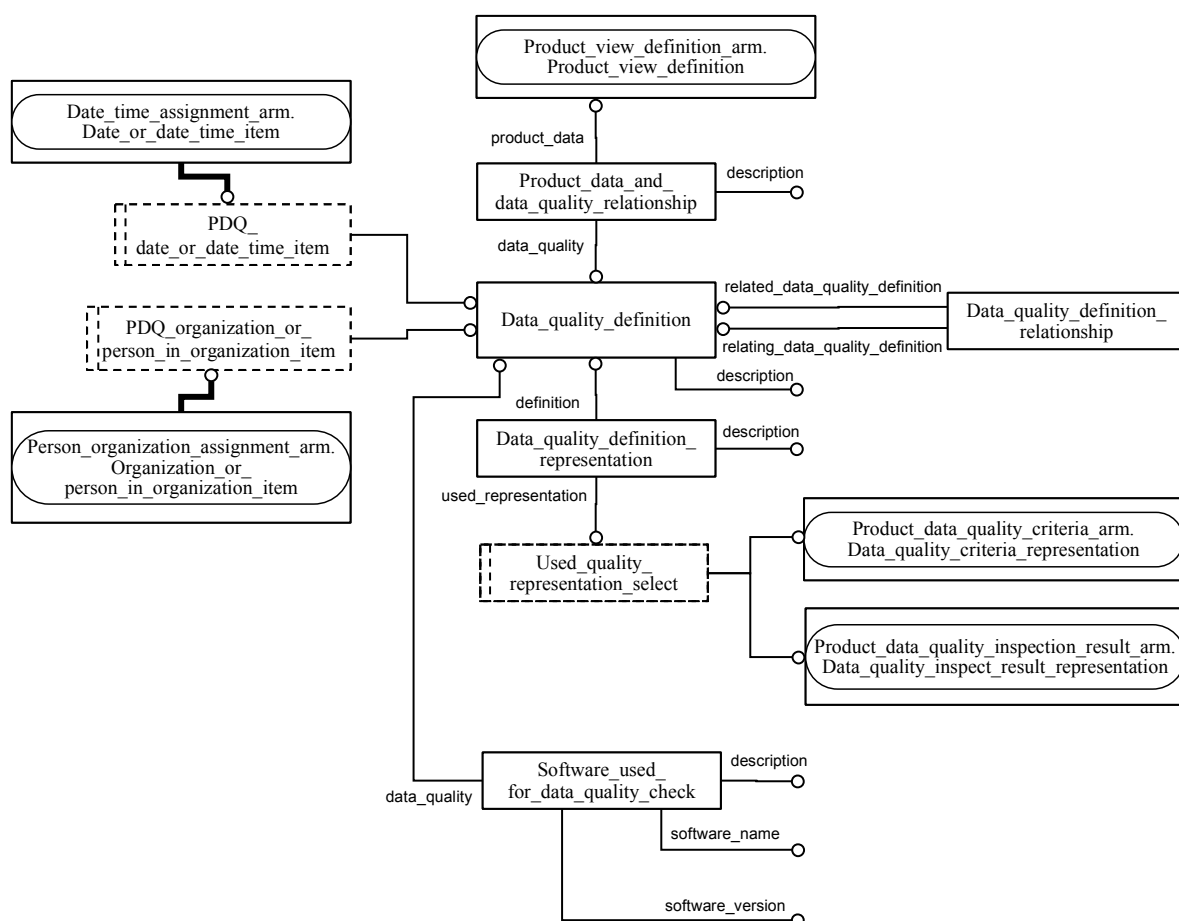 Product_view_definition_arm.
Product_view_definition
Date_time_assignment_arm.
Date_or_date_time_item
product_data
Product_data_and_
data_quality_relationship
description
PDQ_
date_or_date_time_item
data_quality
Data_quality_definition
related_data_quality_definition
Data_quality_definition_
relationship
relating_data_quality_definition
PDQ_organization_or_
person_in_organization_item
description
definition
Data_quality_definition_
representation
description
Person_organization_assignment_arm.
Organization_or_
person_in_organization_item
used_representation
Used_quality_
representation_select
Product_data_quality_criteria_arm.
Data_quality_criteria_representation
Product_data_quality_inspection_result_arm.
Data_quality_inspect_result_representation
data_quality
Software_used_
for_data_quality_check
description
software_name
software_version